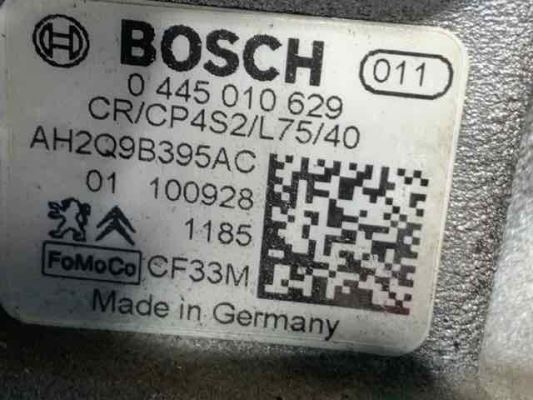 BOSCH
011
0 445 010 629
CR/CP4S2/L75/40
AH2Q9B395AC
01 100928
1185
FoMoCo CF33M
Made in Germany